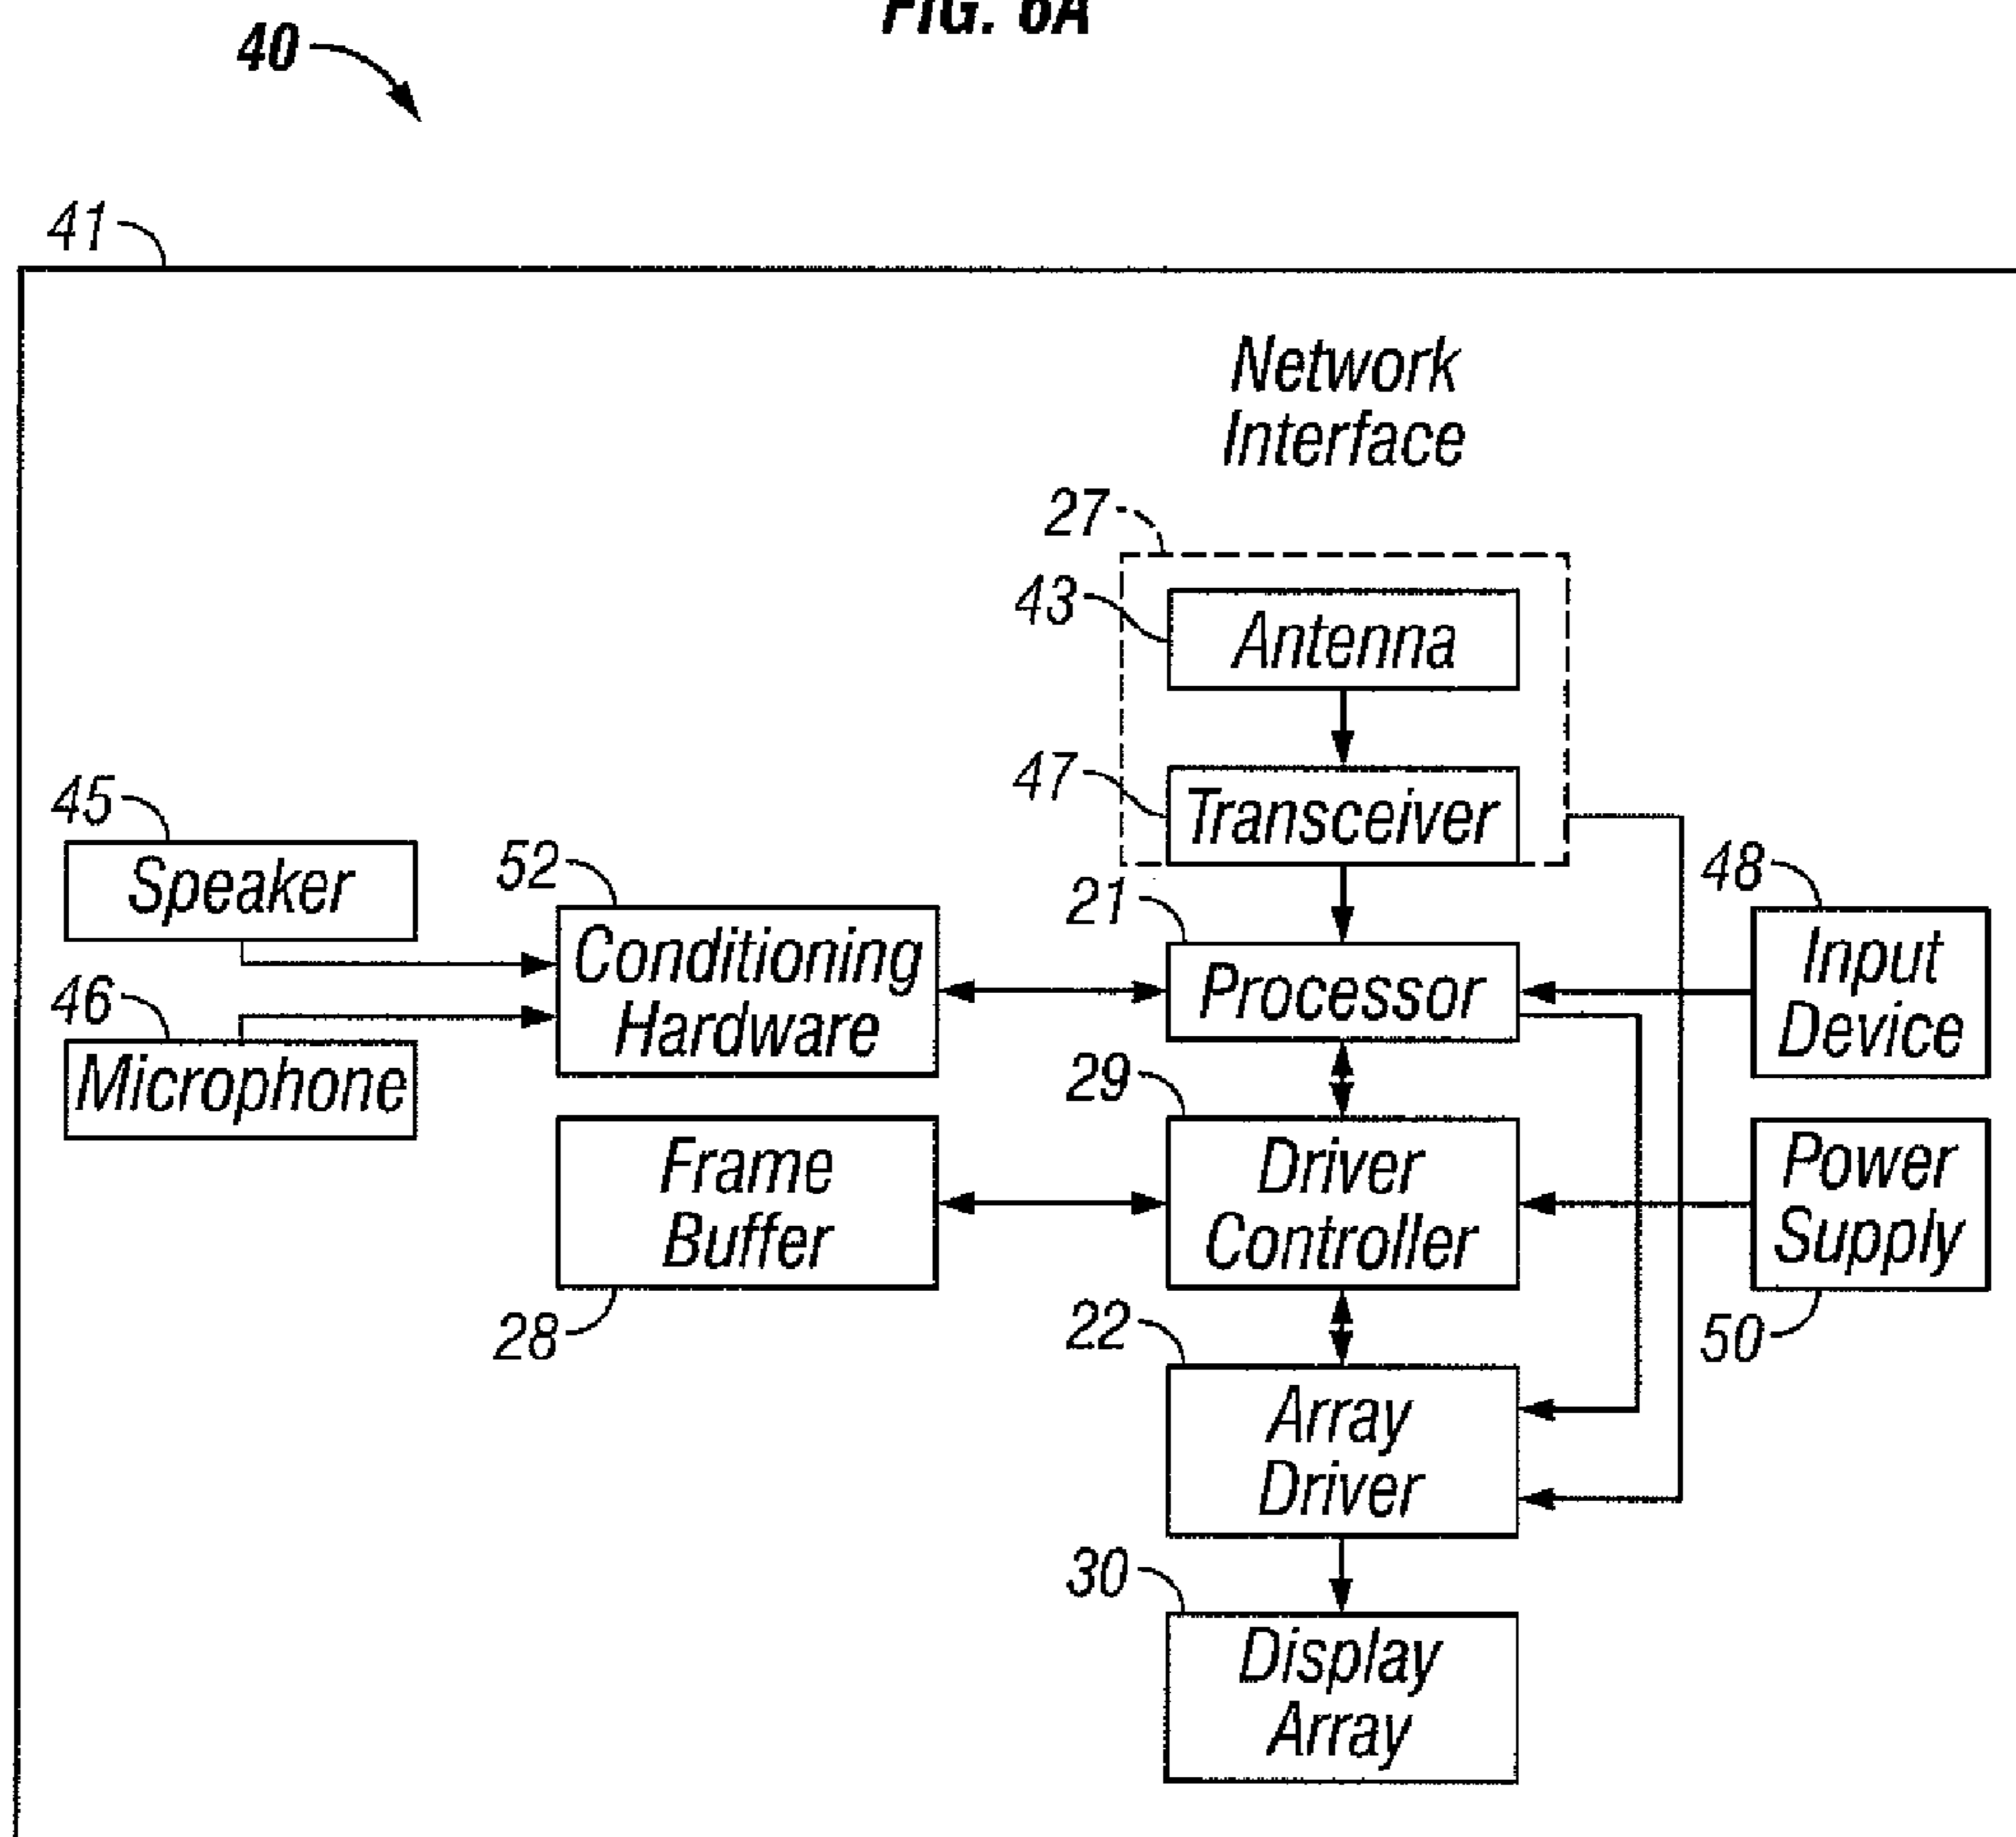 40
41
Network
Interface
27
43
Antenna
47
Transceiver
45
Speaker
52
Conditioning
Hardware
21
Processor
48
Input
Device
46
Microphone
29
Driver
Controller
Frame
Buffer
28
Power
Supply
50
22
Array
Driver
30
Display
Array